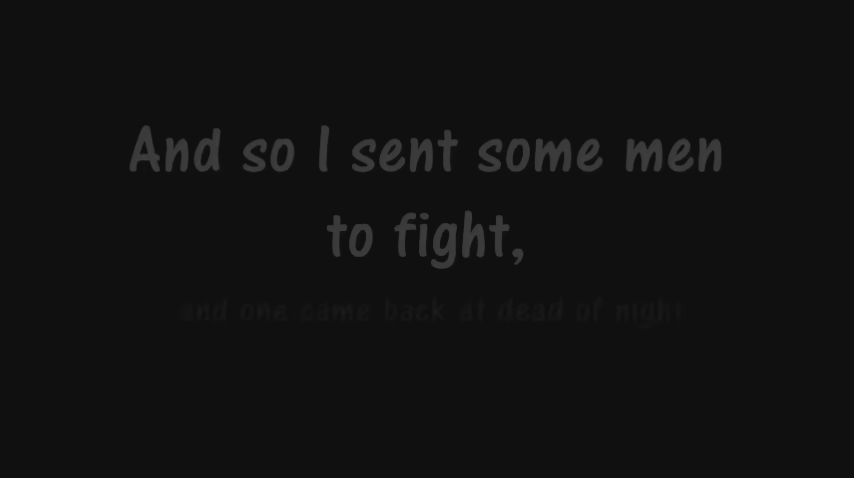 And so I sent some men
to fight,
and one came back at dead of night